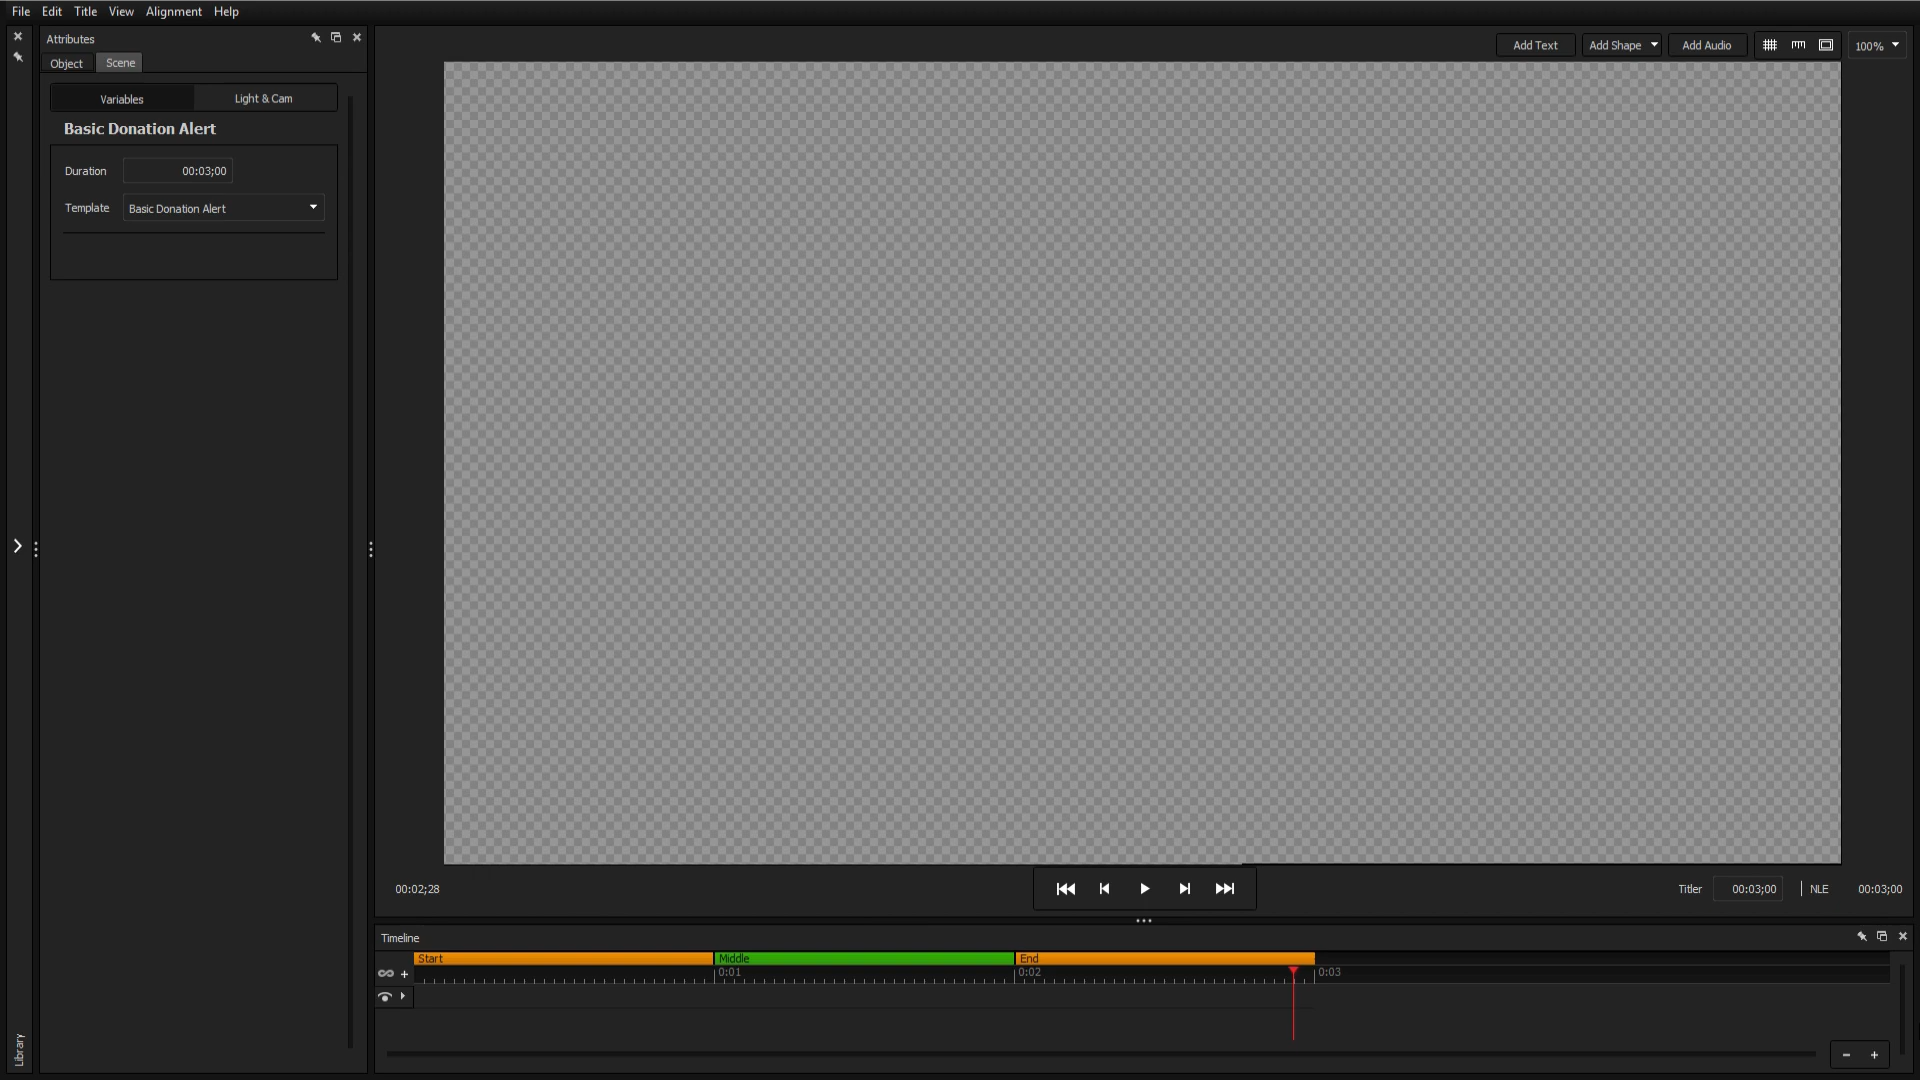 File Edit Title View Alignment Help
Attributes
Object Scene
Variables Light & Cam
Basic Donation Alert
Duration 00:03;00
Template Basic Donation Alert
Library
Add Text Add Shape Add Audio 100%
00:02;28
Titler 00:03;00 NLE 00:03;00
Timeline
Start Middle End
0:01 0:02 0:03